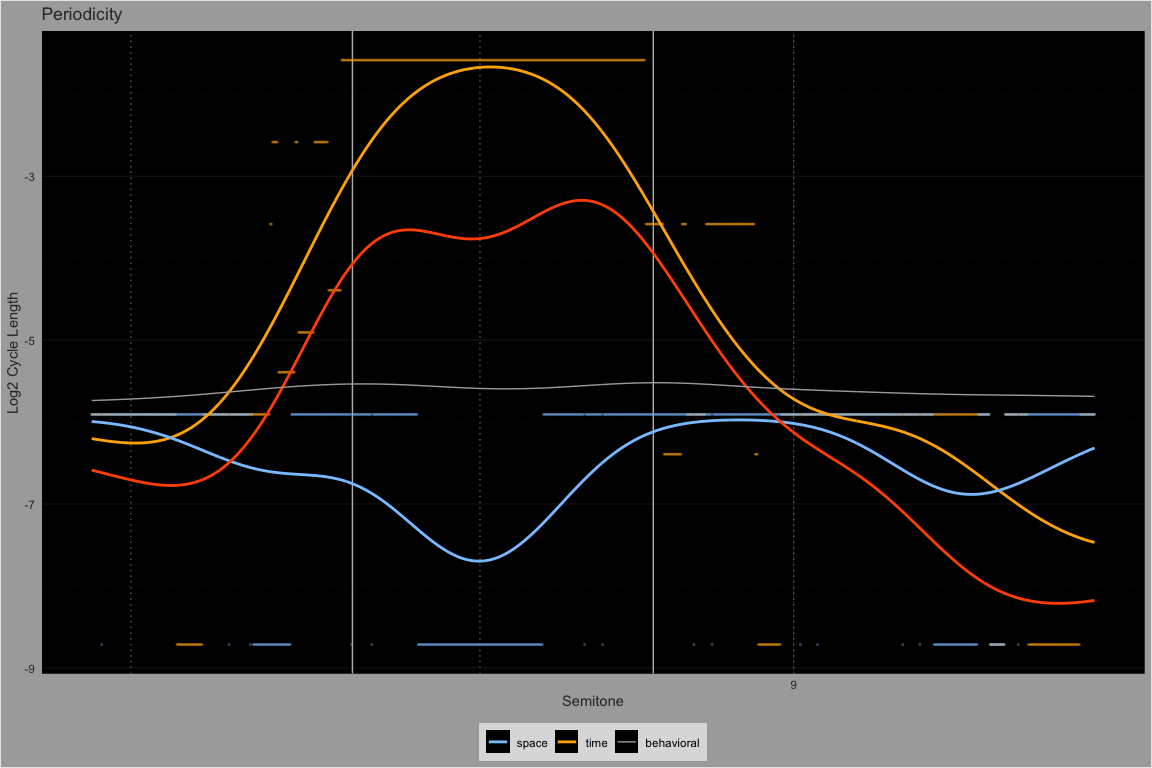 Periodicity
-3
-5
-7
-9
Log2 Cycle Length
9
Semitone
space time behavioral